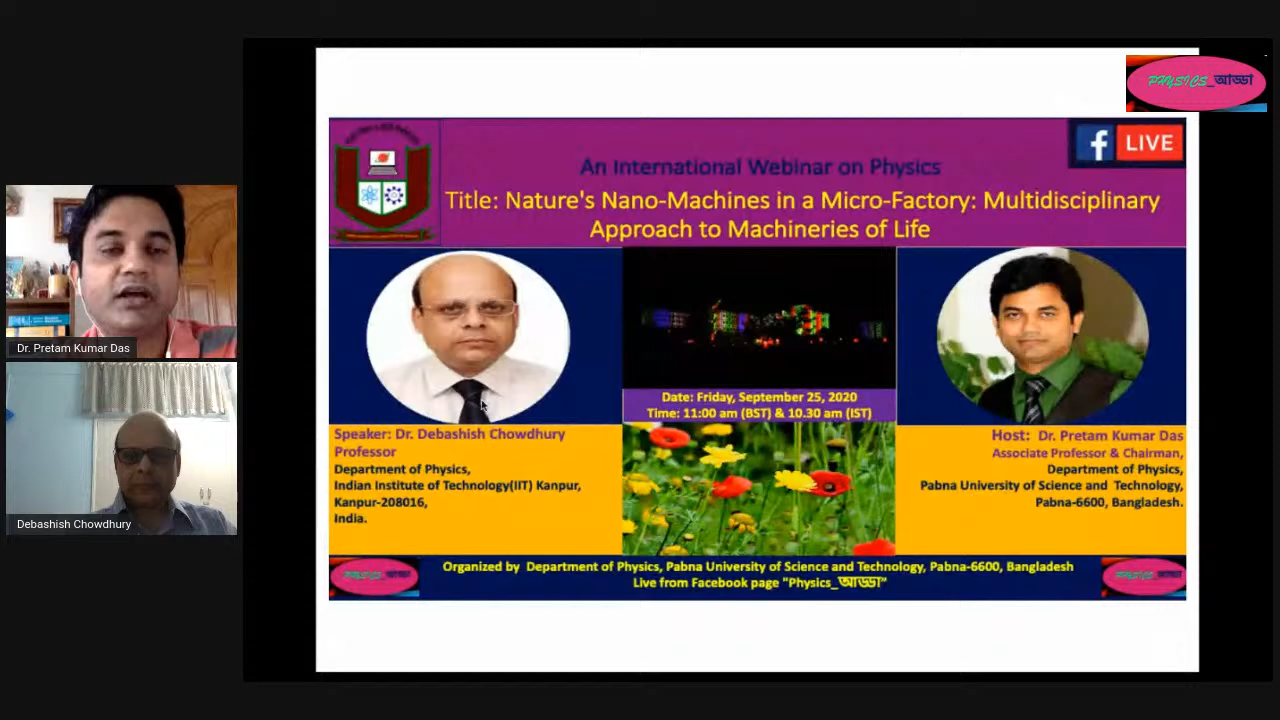 PHYSICS_আড্ডা
LIVE
An International Webinar on Physics
Title: Nature's Nano-Machines in a Micro-Factory: Multidisciplinary
Approach to Machineries of Life
Dr. Pretam Kumar Das
Debashish Chowdhury
Date: Friday, September 25, 2020
Time: 11:00 am (BST) & 10.30 am (IST)
Speaker: Dr. Debashish Chowdhury
Professor
Department of Physics,
Indian Institute of Technology(IIT) Kanpur,
Kanpur-208016,
India.
Host: Dr. Pretam Kumar Das
Associate Professor & Chairman,
Department of Physics,
Pabna University of Science and Technology,
Pabna-6600, Bangladesh.
Organized by Department of Physics, Pabna University of Science and Technology, Pabna-6600, Bangladesh
Live from Facebook page "Physics_আড্ডা”
PHYSICS_আড্ডা
PHYSICS_আড্ডা